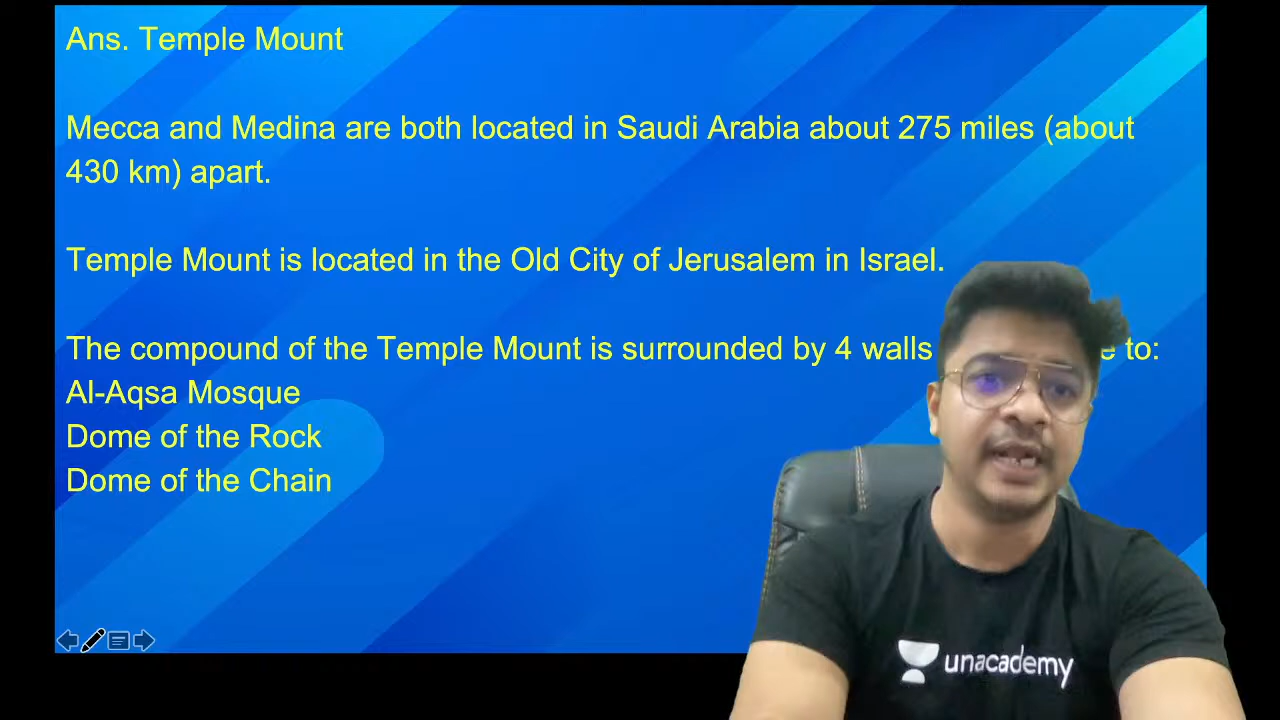 Ans. Temple Mount
Mecca and Medina are both located in Saudi Arabia about 275 miles (about
430 km) apart.
Temple Mount is located in the Old City of Jerusalem in Israel.
The compound of the Temple Mount is surrounded by 4 walls to:
Al-Aqsa Mosque
Dome of the Rock
Dome of the Chain
unacademy